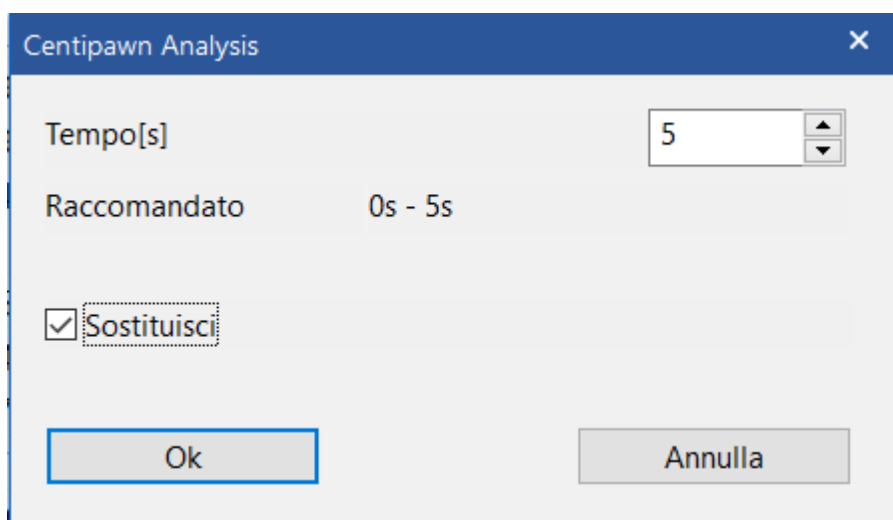 Centipawn Analysis
Tempo[s] 5
Raccomandato 0s - 5s
Sostituisci
Ok Annulla